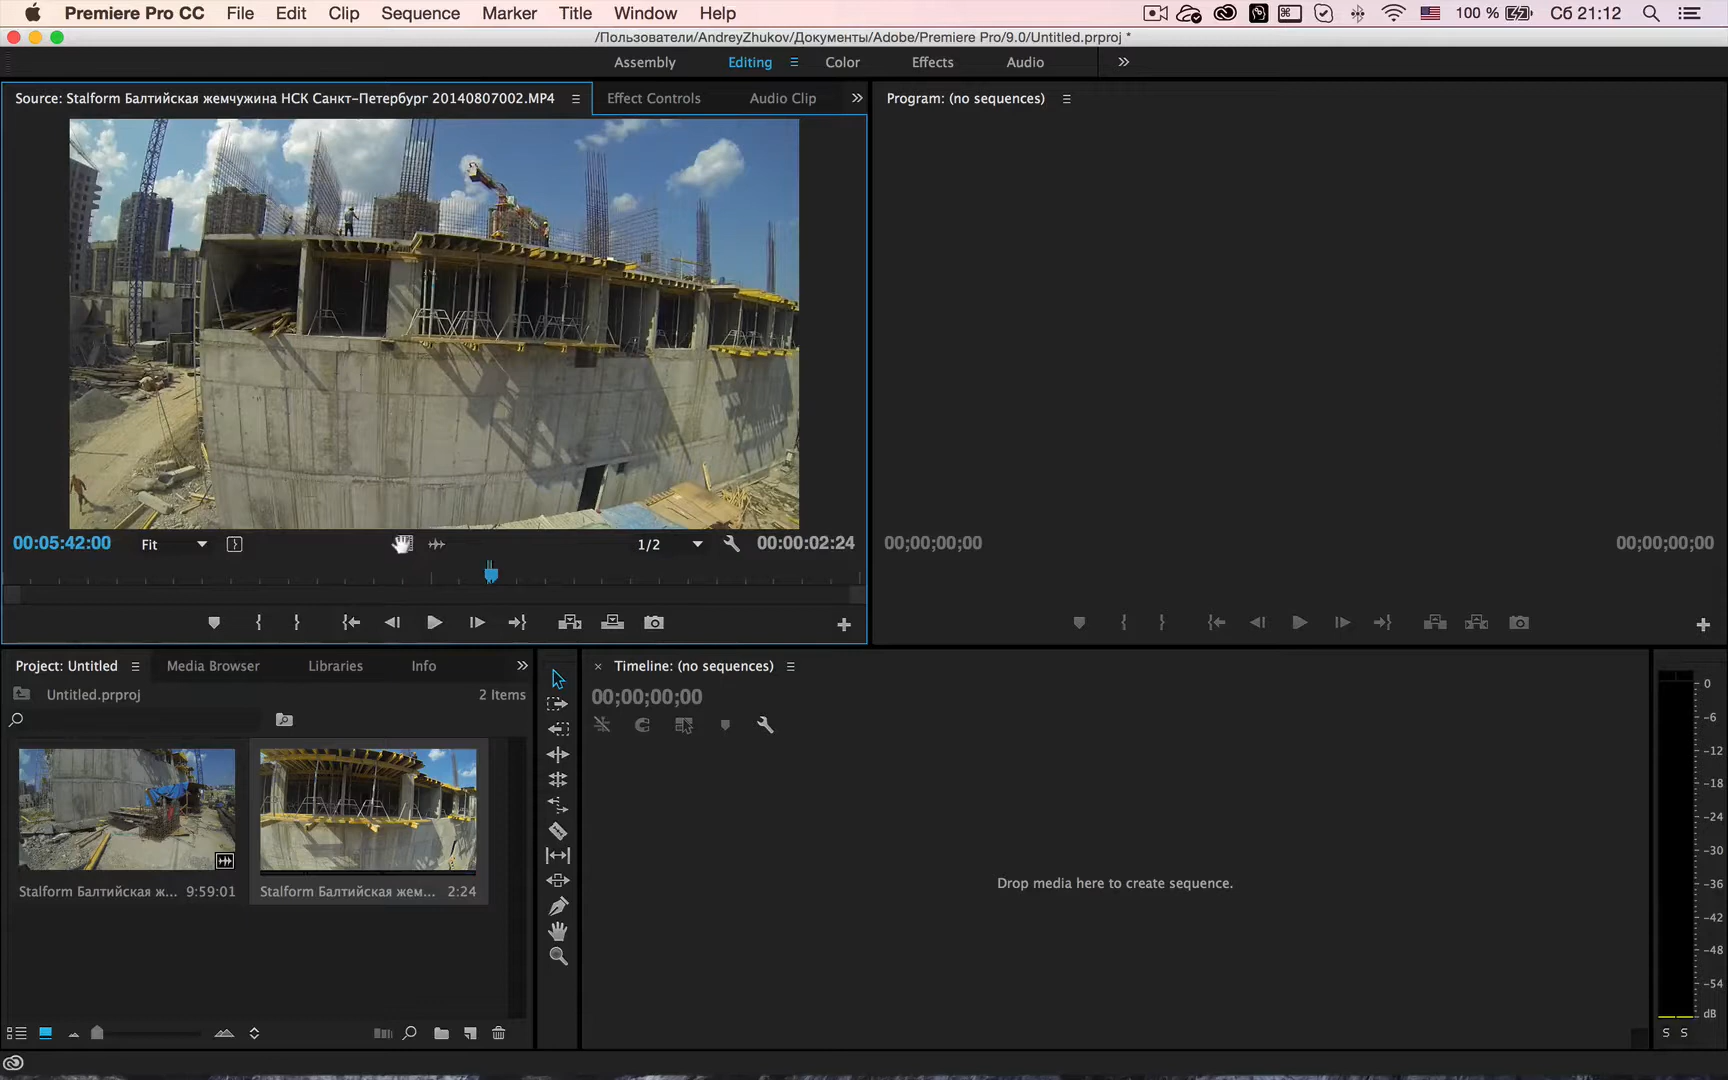 Premiere Pro CC File Edit Clip Sequence Marker Title Window Help 100 % Сб 21:12
/Пользователи/AndreyZhukov/Документы/Adobe/Premiere Pro/9.0/Untitled.prproj *
Assembly Editing Color Effects Audio
Source: Stalform Балтийская жемчужина НСК Санкт-Петербург 20140807002.MP4 Effect Controls Audio Clip
Program: (no sequences)
00:05:42:00 Fit 1/2 00:00:02:24
00;00;00;00 00;00;00;00
Project: Untitled Media Browser Libraries Info
Untitled.prproj 2 Items
Stalform Балтийская ж... 9:59:01
Stalform Балтийская жем... 2:24
Timeline: (no sequences)
00;00;00;00
Drop media here to create sequence.
0
-6
-12
-18
-24
-30
-36
-42
-48
-54
dB
S S